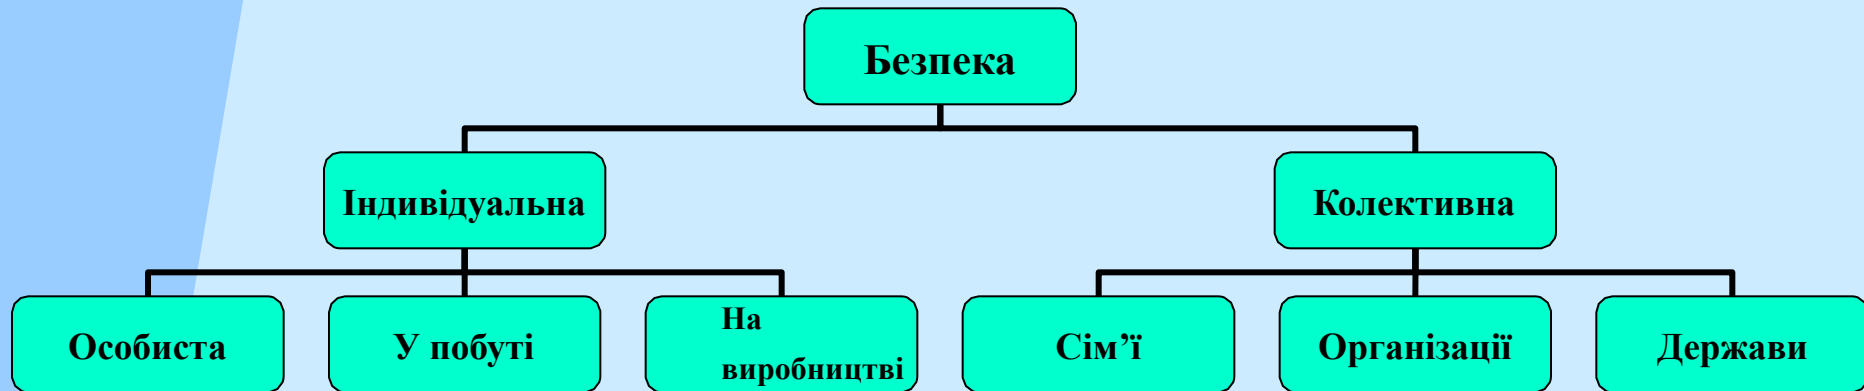 Безпека
Індивідуальна
Колективна
Особиста
У побуті
На
виробництві
Сім’ї
Організації
Держави